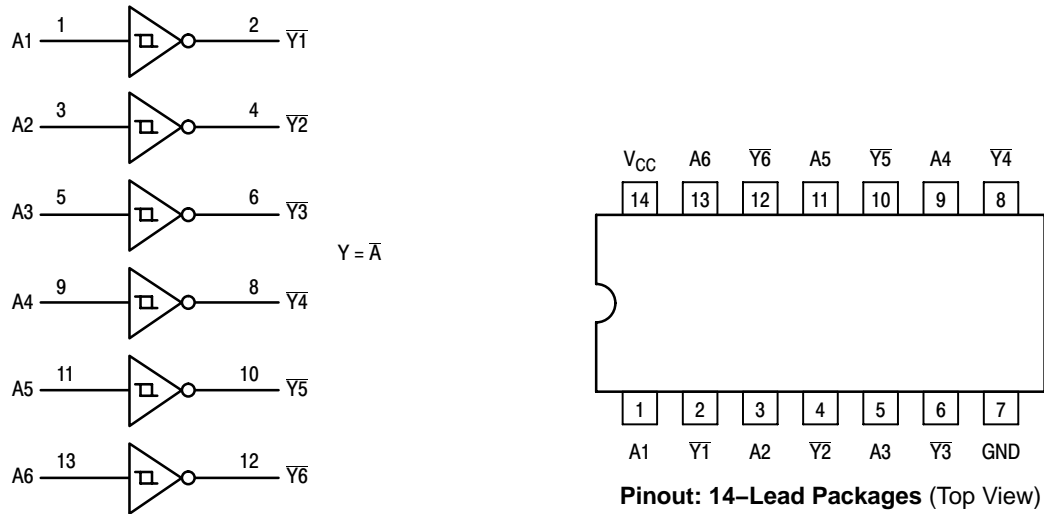 A1 1 2 Y1
A2 3 4 Y2
A3 5 6 Y3
Y = A
A4 9 8 Y4
A5 11 10 Y5
A6 13 12 Y6
VCC A6 Y6 A5 Y5 A4 Y4
14 13 12 11 10 9 8
1 2 3 4 5 6 7
A1 Y1 A2 Y2 A3 Y3 GND
Pinout: 14–Lead Packages (Top View)